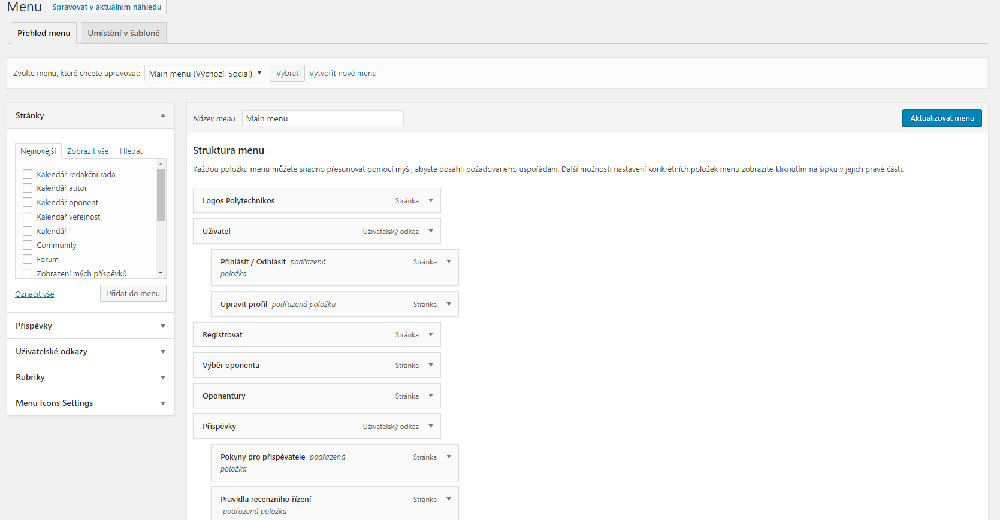 Menu Spravovat v aktuálním náhledu
Přehled menu Umístění v šabloně
Zvolte menu, které chcete upravovat: Main menu (Výchozí, Social) Vybrat Vytvořit nové menu
Stránky
Nejnovější Zobrazit vše Hledat
Kalendář redakční rada
Kalendář autor
Kalendář oponent
Kalendář veřejnost
Kalendář
Community
Forum
Zobrazení mých příspěvků
Označit vše Přidat do menu
Příspěvky
Uživatelské odkazy
Rubriky
Menu Icons Settings
Název menu Main menu Aktualizovat menu
Struktura menu
Každou položku menu můžete snadno přesunovat pomocí myši, abyste dosáhli požadovaného uspořádání. Další možnosti nastavení konkrétních položek menu zobrazíte kliknutím na šipku v jejich pravé části.
Logos Polytechnikos Stránka
Uživatel Uživatelský odkaz
Přihlásit / Odhlásit podřazená Stránka
položka
Upravit profil podřazená položka Stránka
Registrovat Stránka
Výběr oponenta Stránka
Oponentury Stránka
Příspěvky Uživatelský odkaz
Pokyny pro přispěvatele podřazená Stránka
položka
Pravidla recenzního řízení Stránka
podřazená položka